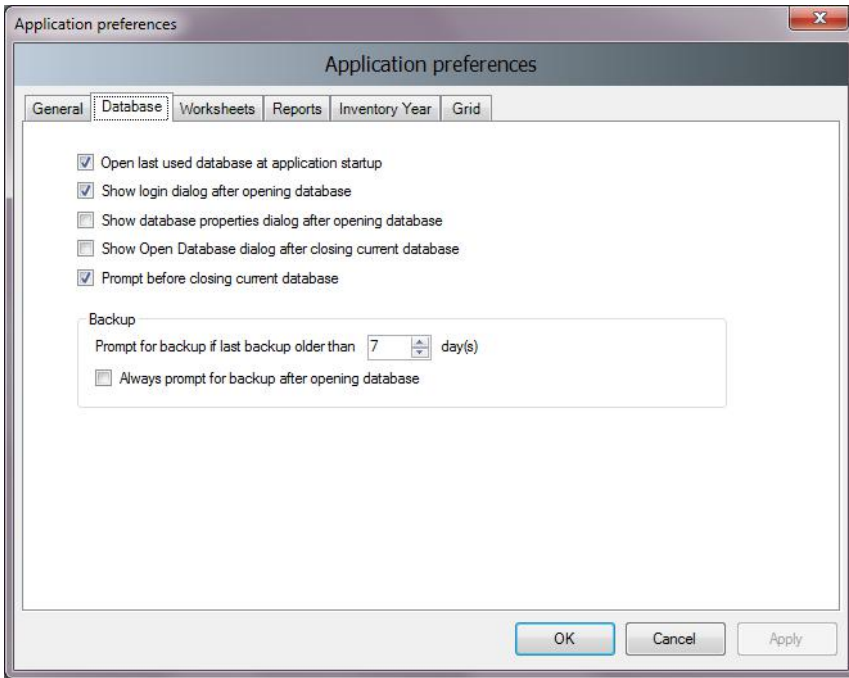 Application preferences
Application preferences
General Database Worksheets Reports Inventory Year Grid
Open last used database at application startup
Show login dialog after opening database
Show database properties dialog after opening database
Show Open Database dialog after closing current database
Prompt before closing current database
Backup
Prompt for backup if last backup older than 7 day(s)
Always prompt for backup after opening database
OK Cancel Apply